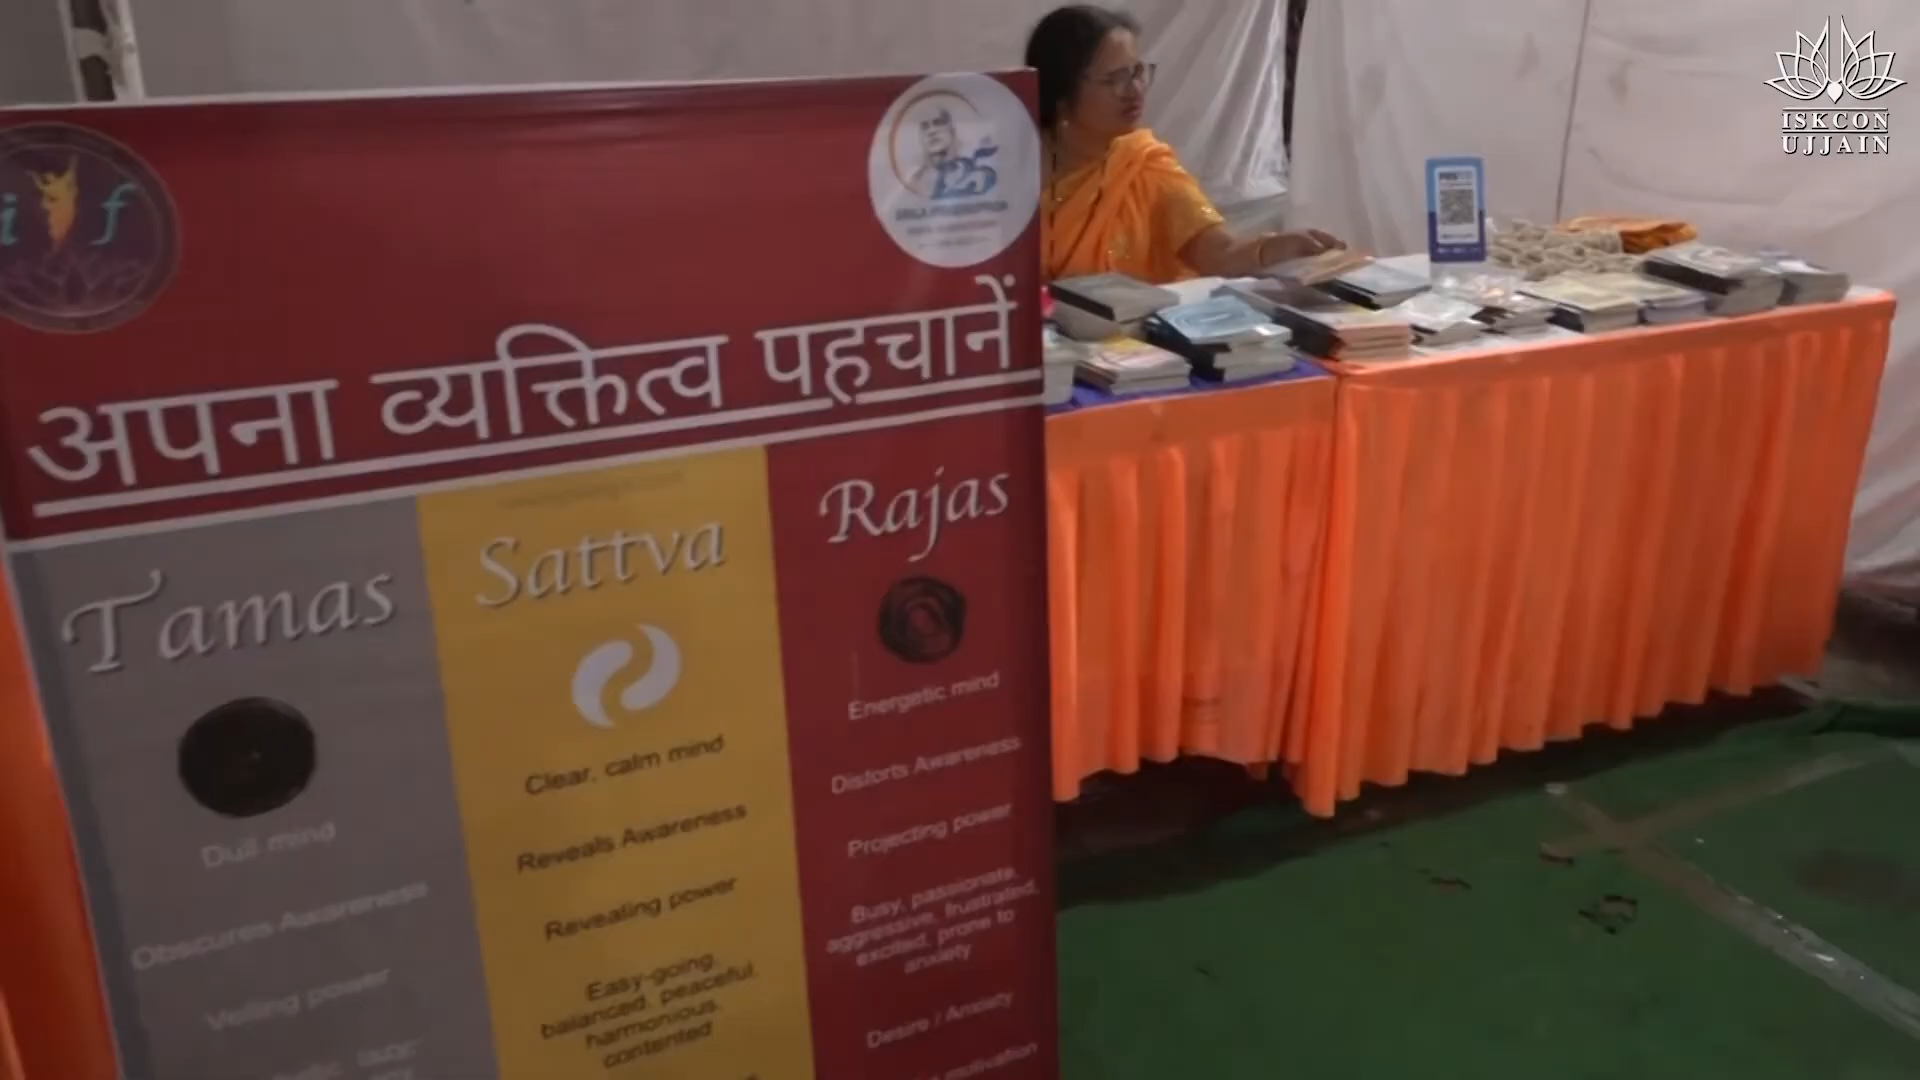 ISKCON
UJJAIN
i f
125
अपना व्यक्तित्व पहचानें
Tamas
Dull mind
Obscures Awareness
Veiling power
Sattva
Clear, calm mind
Reveals Awareness
Revealing power
Easy-going,
balanced, peaceful,
harmonious,
contented
Rajas
Energetic mind
Distorts Awareness
Projecting power
Busy, passionate,
aggressive, frustrated,
excited, prone to
anxiety
Desire / Anxiety
motivation